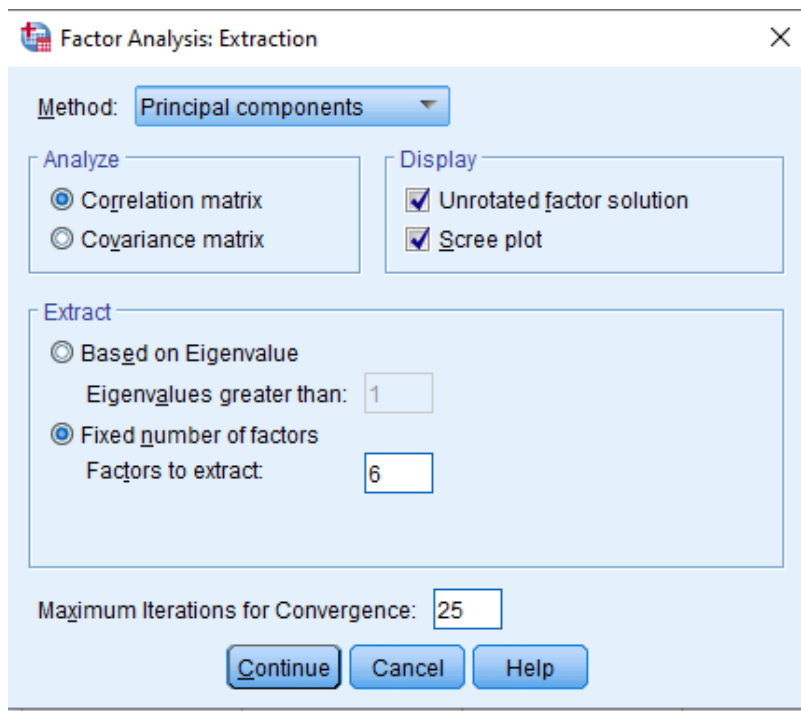 Factor Analysis: Extraction
Method: Principal components
Analyze
Correlation matrix
Covariance matrix
Display
Unrotated factor solution
Scree plot
Extract
Based on Eigenvalue
Eigenvalues greater than: 1
Fixed number of factors
Factors to extract: 6
Maximum Iterations for Convergence: 25
Continue Cancel Help